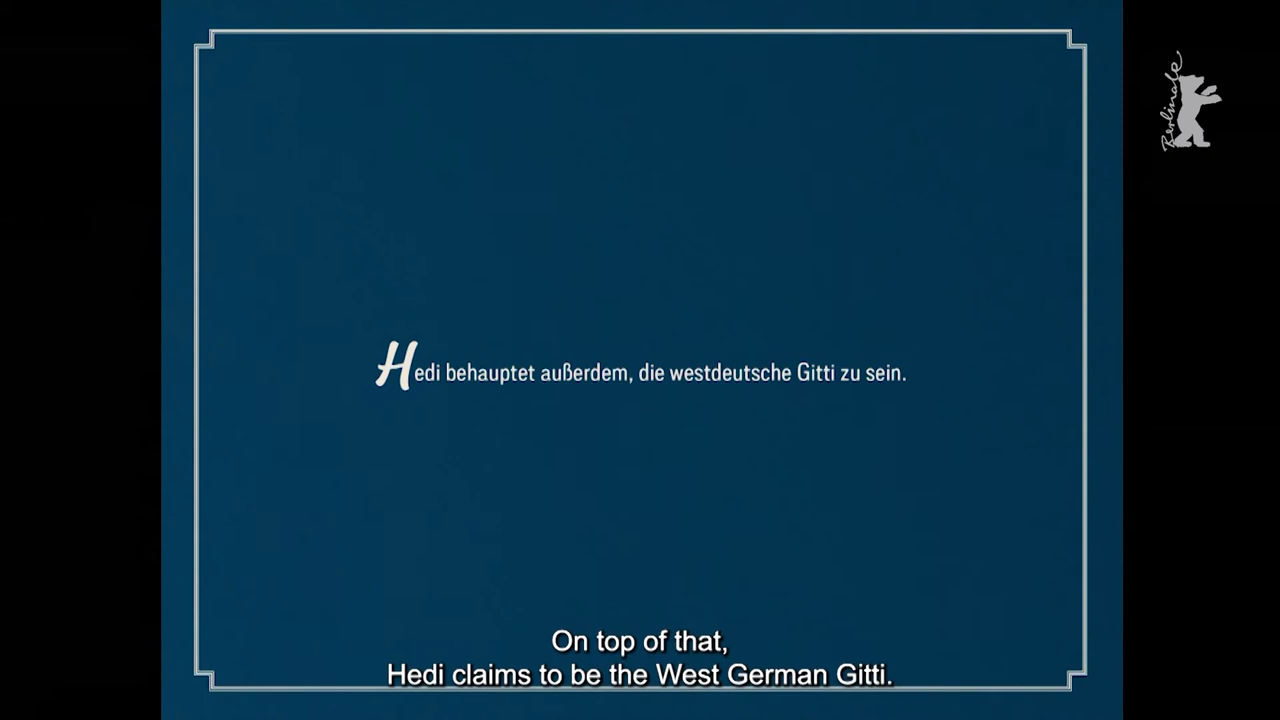 Berlinale
Hedi behauptet außerdem, die westdeutsche Gitti zu sein.
On top of that,
Hedi claims to be the West German Gitti.